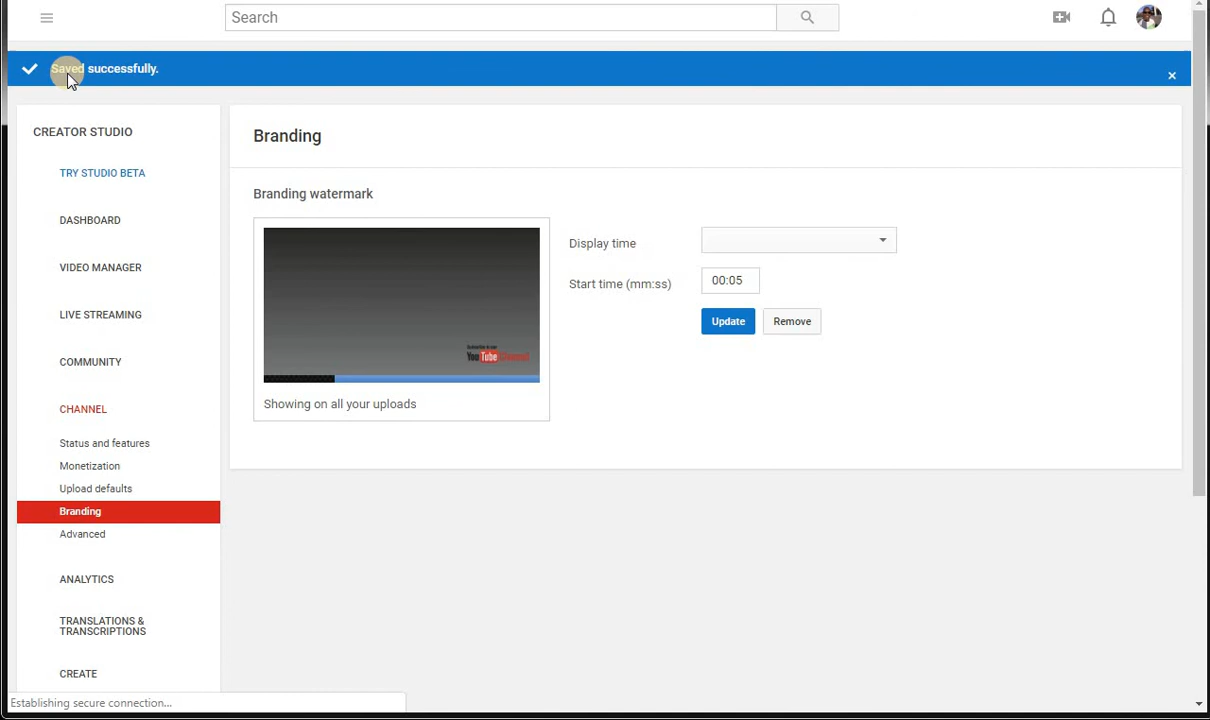 Search
Saved successfully.
CREATOR STUDIO
TRY STUDIO BETA
DASHBOARD
VIDEO MANAGER
LIVE STREAMING
COMMUNITY
CHANNEL
Status and features
Monetization
Upload defaults
Branding
Advanced
ANALYTICS
TRANSLATIONS &
TRANSCRIPTIONS
CREATE
Branding
Branding watermark
YouTube
Showing on all your uploads
Display time
Start time (mm:ss) 00:05
Update Remove
Establishing secure connection...